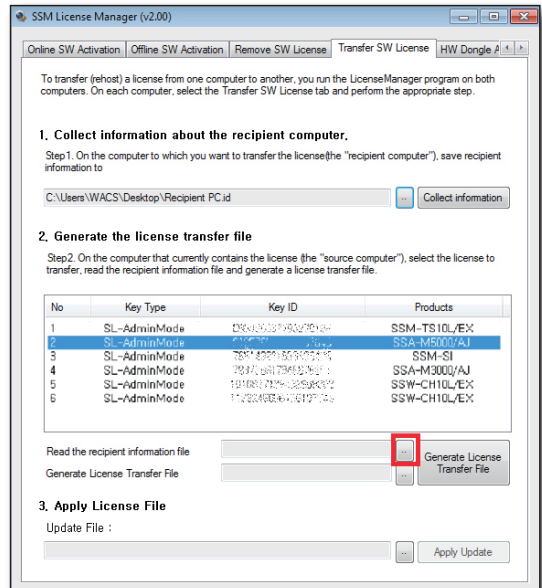 SSM License Manager (v2.00)
Online SW Activation Offline SW Activation Remove SW License Transfer SW License HW Dongle A
To transfer (rehost) a license from one computer to another, you run the LicenseManager program on both
computers. On each computer, select the Transfer SW License tab and perfom the appropriate step.
1. Collect information about the recipient computer.
Step1. On the computer to which you want to transfer the license(the "recipient computer"), save recipient
information to
C:\Users\WACS\Desktop\Recipient PC.id .. Collect information
2. Generate the license transfer file
Step2. On the computer that currently contains the license (the "source computer"), select the license to
transfer, read the recipient information file and generate a license transfer file.
No Key Type Key ID Products
1 SL-AdminMode SSM-TS10L/EX
2 SL-AdminMode SSA-M5000/AJ
3 SL-AdminMode SSM-SI
4 SL-AdminMode SSA-M3000/AJ
5 SL-AdminMode SSW-CH10L/EX
6 SL-AdminMode SSW-CH10L/EX
Read the recipient information file ..
Generate License Transfer File ..
Generate License
Transfer File
3. Apply License File
Update File :
.. Apply Update